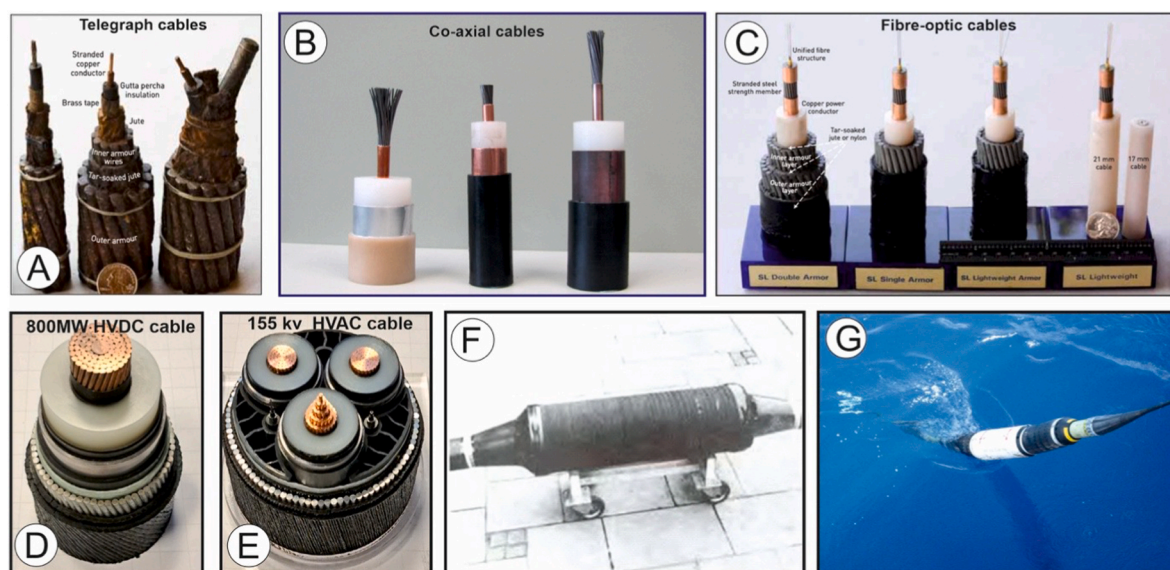 Telegraph cables
Stranded
copper
conductor
Gutta percha
insulation
Brass tape
Jute
Inner armour
wires
Tar-soaked jute
Outer armour
A
B
Co-axial cables
C
Fibre-optic cables
Unified fibre
structure
Stranded steel
strength member
Copper power
conductor
Tar-soaked
jute or nylon
Inner armour
layer
Outer armour
layer
21 mm
cable
17 mm
cable
SL Double Armor
SL Single Armor
SL Lightweight Armor
SL Lightweight
800MW HVDC cable
D
155 kv HVAC cable
E
F
G